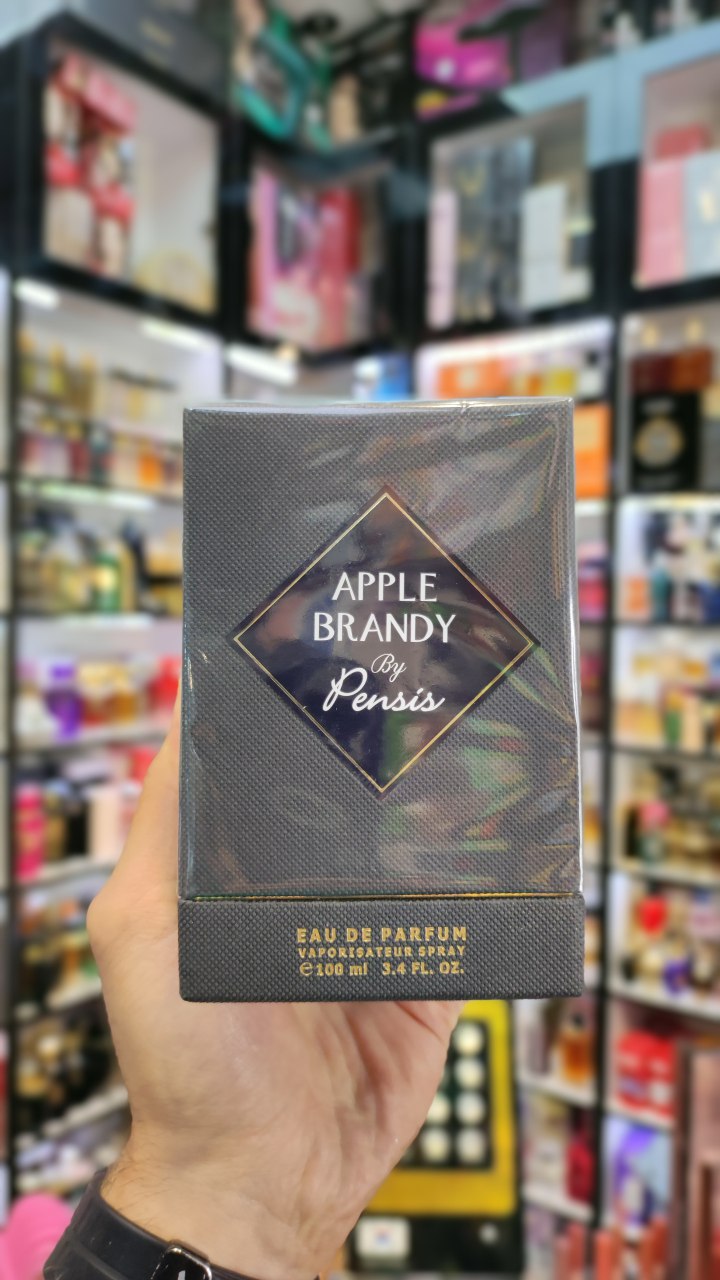 APPLE
BRANDY
By
Pensis
EAU DE PARFUM
VAPORISATEUR SPRAY
℮100 ml 3.4 FL. OZ.